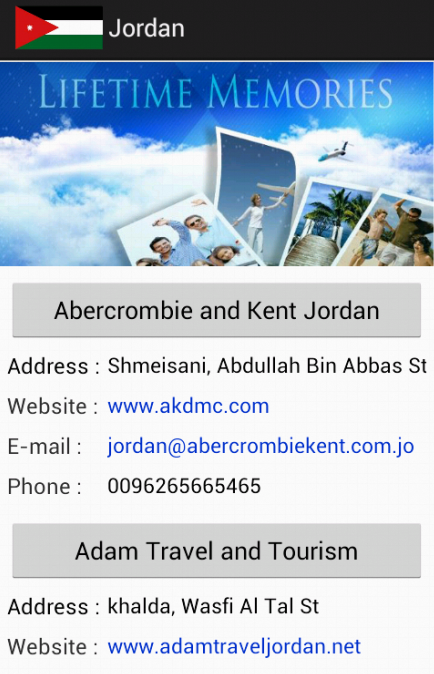 Jordan
LIFETIME MEMORIES
Abercrombie and Kent Jordan
Address : Shmeisani, Abdullah Bin Abbas St
Website : www.akdmc.com
E-mail : jordan@abercrombiekent.com.jo
Phone : 0096265665465
Adam Travel and Tourism
Address : khalda, Wasfi Al Tal St
Website : www.adamtraveljordan.net